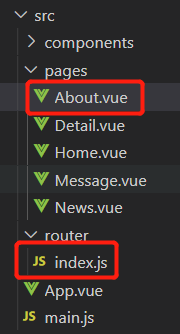 src
components
pages
About.vue
Detail.vue
Home.vue
Message.vue
News.vue
router
JS index.js
App.vue
JS main.js